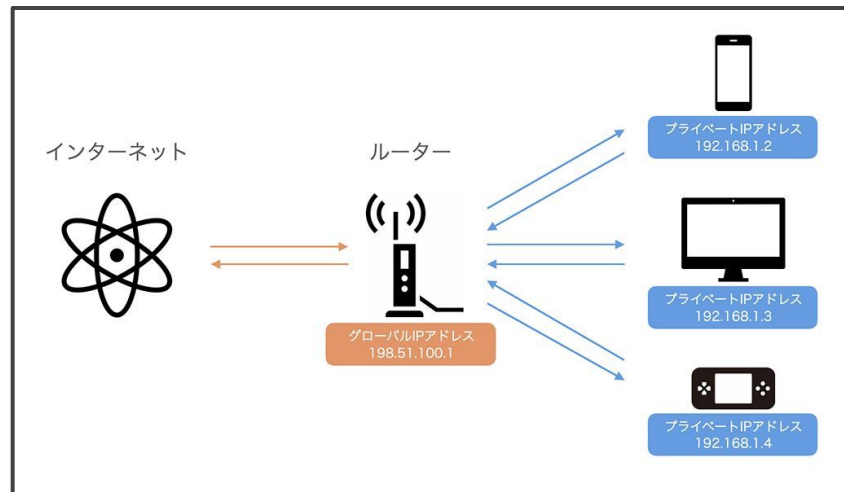 インターネット
ルーター
グローバルIPアドレス
198.51.100.1
プライベートIPアドレス
192.168.1.2
プライベートIPアドレス
192.168.1.3
プライベートIPアドレス
192.168.1.4